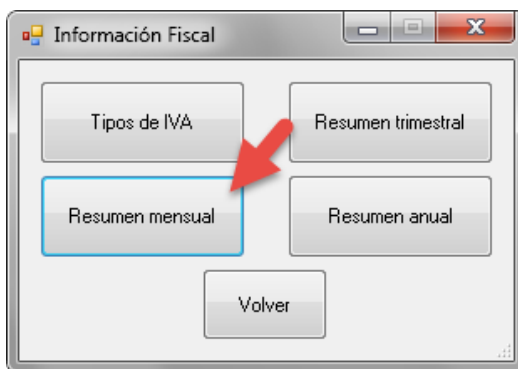 Información Fiscal
Tipos de IVA
Resumen trimestral
Resumen mensual
Resumen anual
Volver